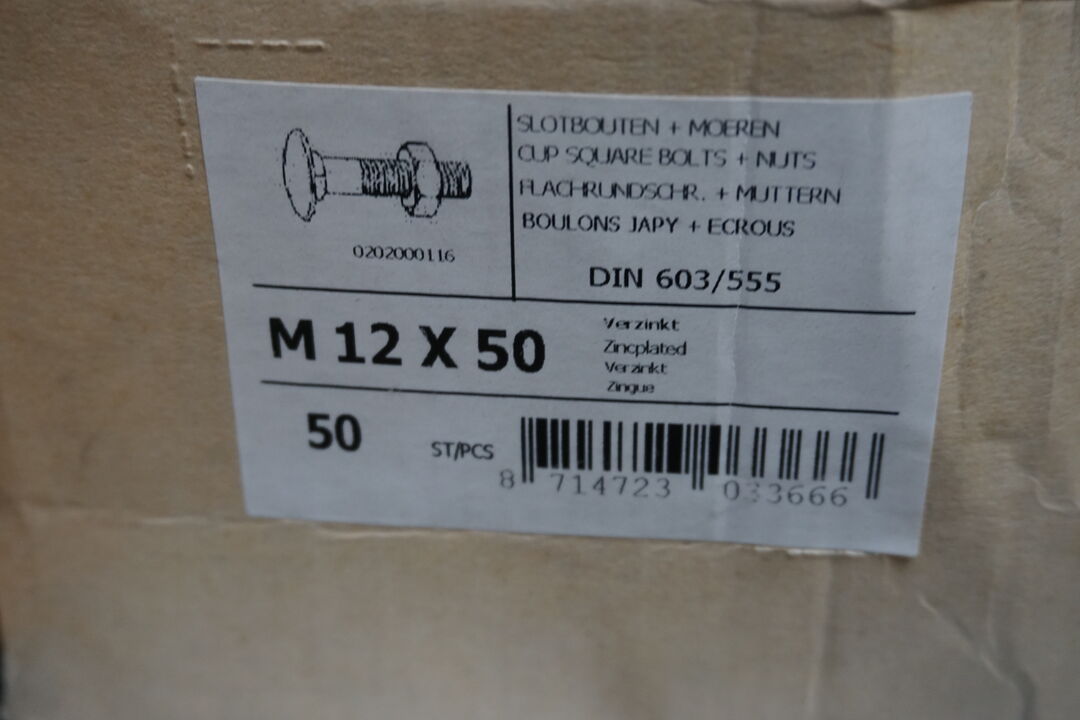 SLOTBOUTEN + MOEREN
CUP SQUARE BOLTS + NUTS
FLACHRUNDSCHR. + MUTTERN
BOULONS JAPY + ECROUS
0202000116
DIN 603/555
M 12 X 50
Verzinkt
Zincplated
Verzinkt
Zingue
50 ST/PCS
8 714723 033666